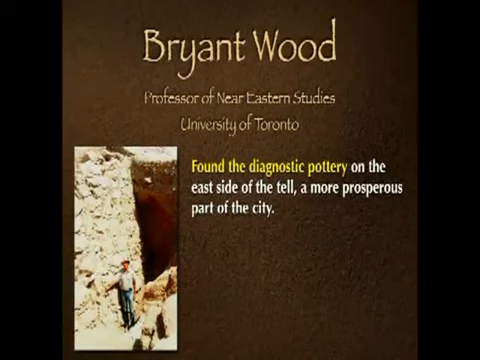 Bryant Wood
Professor of Near Eastern Studies
University of Toronto
Found the diagnostic pottery on the
east side of the tell, a more prosperous
part of the city.